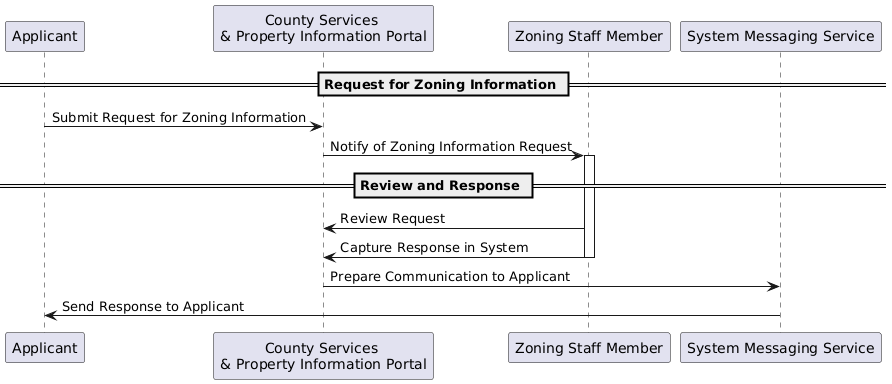 Applicant
County Services
& Property Information Portal
Zoning Staff Member
System Messaging Service
Request for Zoning Information
Submit Request for Zoning Information
Notify of Zoning Information Request
Review and Response
Review Request
Capture Response in System
Prepare Communication to Applicant
Send Response to Applicant
Applicant
County Services
& Property Information Portal
Zoning Staff Member
System Messaging Service